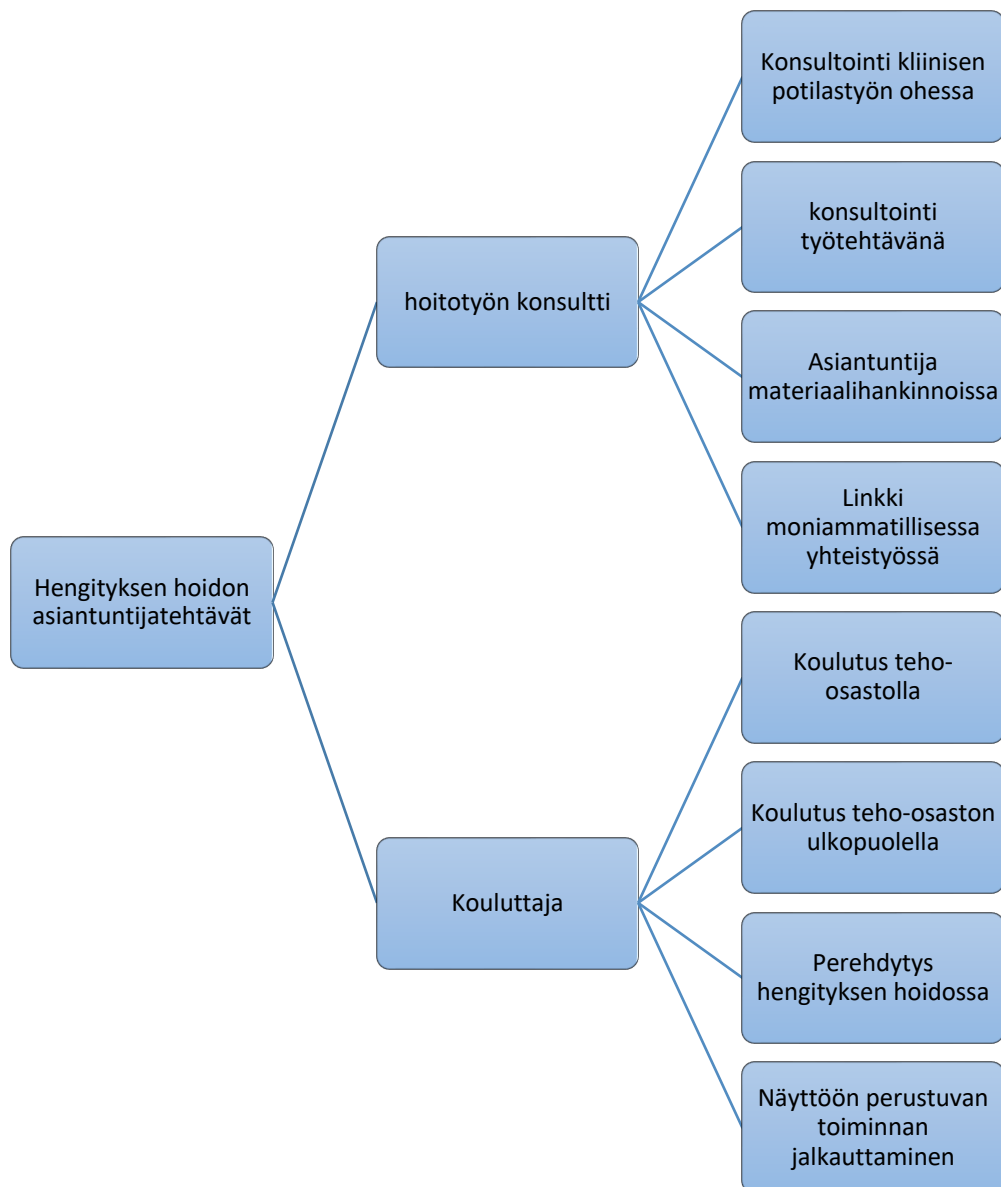 Konsultointi kliinisen
potilastyön ohessa
konsultointi
työtehtävänä
hoitotyön konsultti
Asiantuntija
materiaalihankinnoissa
Linkki
moniammatillisessa
yhteistyössä
Hengityksen hoidon
asiantuntijatehtävät
Koulutus teho-
osastolla
Koulutus teho-osaston
ulkopuolella
Kouluttaja
Perehdytys
hengityksen hoidossa
Näyttöön perustuvan
toiminnan
jalkauttaminen